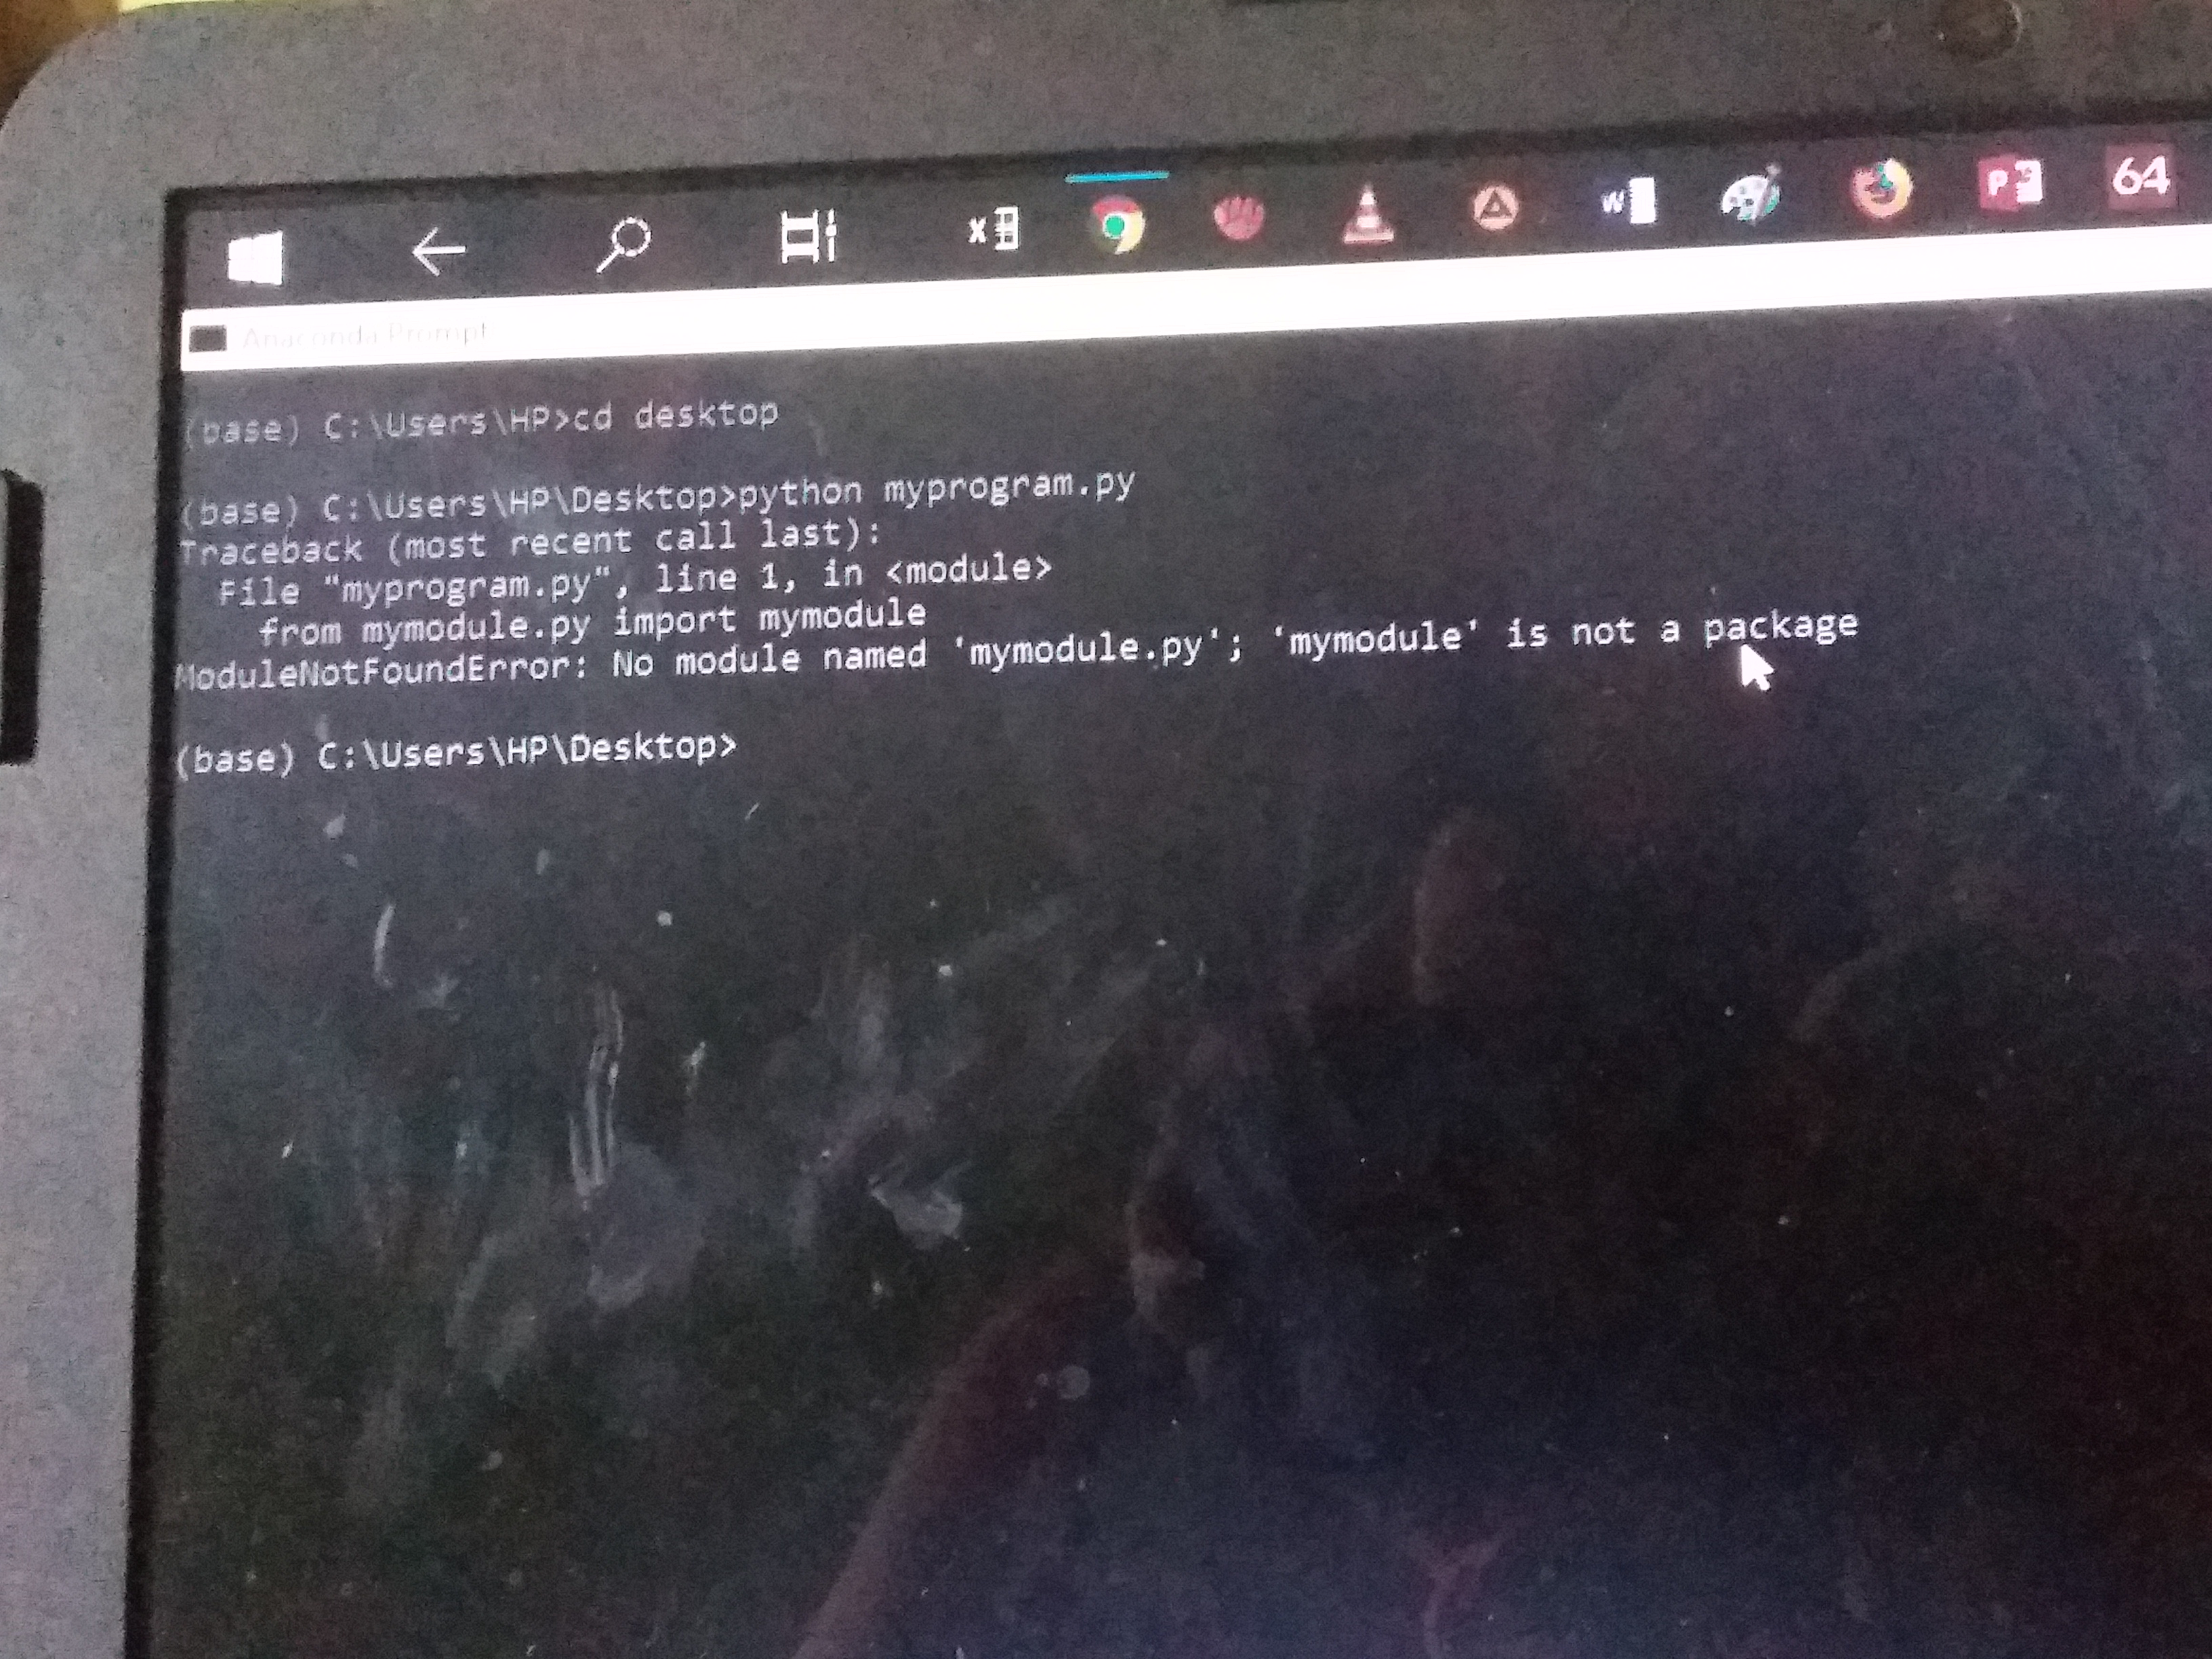 64
Anaconda Prompt
(base) C:\Users\HP>cd desktop
(base) C:\Users\HP\Desktop>python myprogram.py
Traceback (most recent call last):
File "myprogram.py", line 1, in <module>
from mymodule.py import mymodule
ModuleNotFoundError: No module named 'mymodule.py'; 'mymodule' is not a package
(base) C:\Users\HP\Desktop>